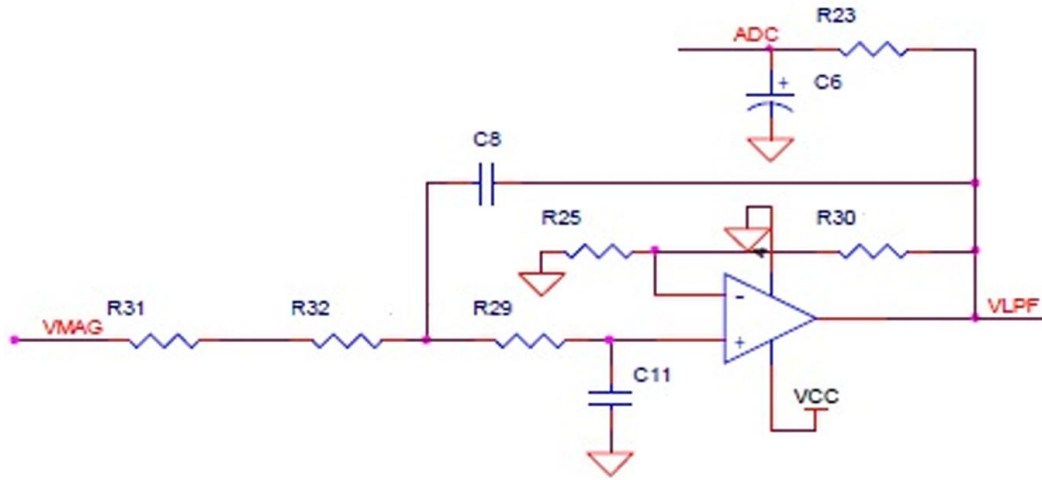 R23
ADC
+
C6
C8
R25
R30
R31
R32
R29
VLPF
VMAG
-
+
C11
VCC